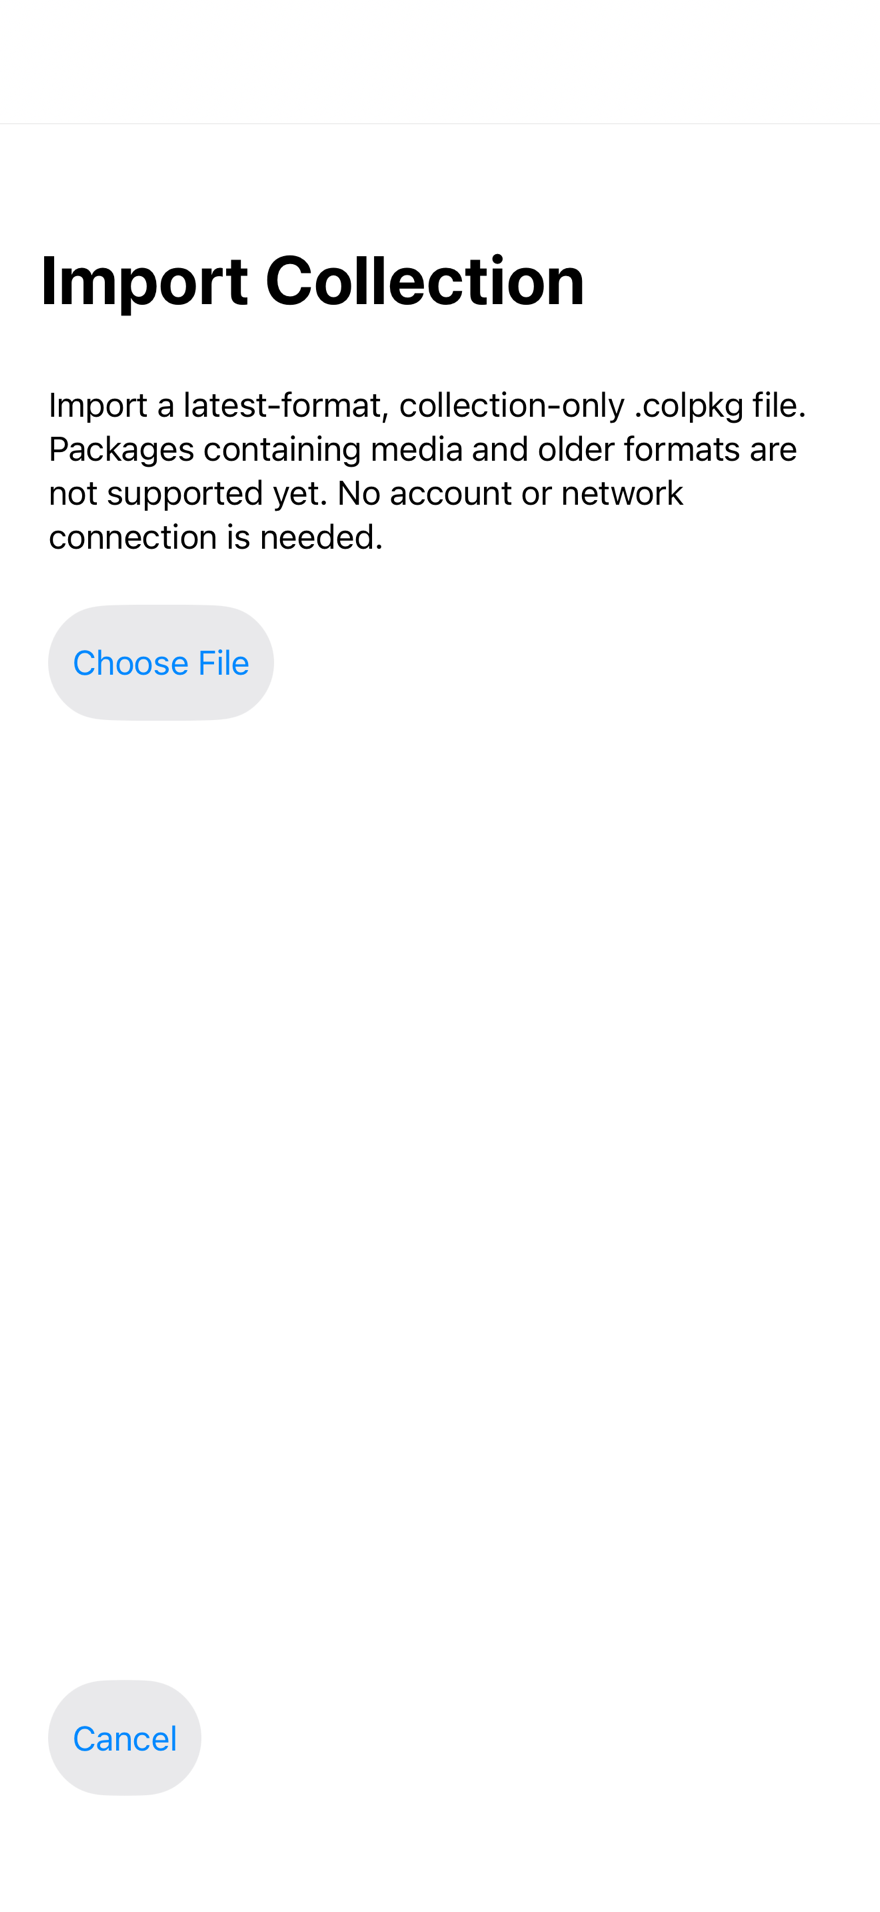 Import Collection
Import a latest-format, collection-only .colpkg file.
Packages containing media and older formats are
not supported yet. No account or network
connection is needed.
Choose File
Cancel